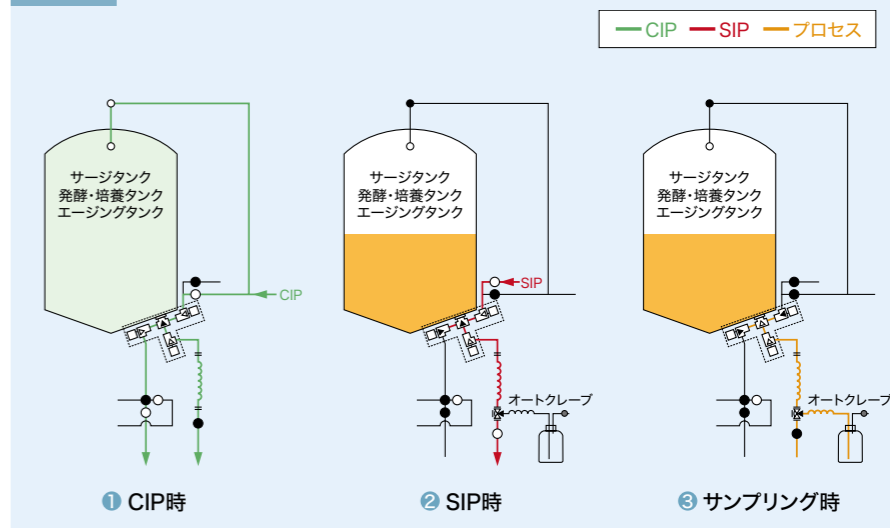 CIP SIP プロセス
サージタンク
発酵・培養タンク
エージングタンク
CIP
サージタンク
発酵・培養タンク
エージングタンク
SIP
オートクレーブ
サージタンク
発酵・培養タンク
エージングタンク
オートクレーブ
❶ CIP時
❷ SIP時
❸ サンプリング時